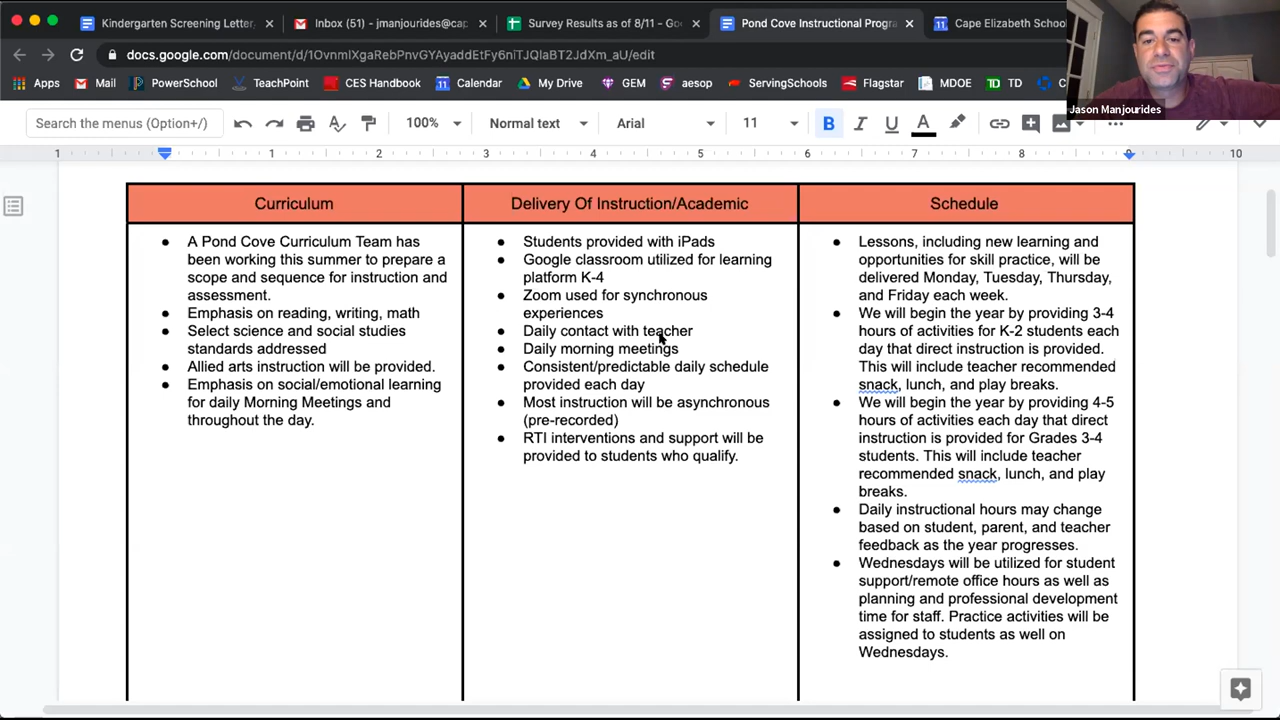 Kindergarten Screening Letter
Inbox (51) - jmanjourides@cap
Survey Results as of 8/11 - Go
Pond Cove Instructional Progra
Cape Elizabeth Schoo
Apps
Mail
PowerSchool
TeachPoint
CES Handbook
Calendar
My Drive
GEM
aesop
ServingSchools
Flagstar
MDOE
TD
Jason Manjourides
Search the menus (Option+/)
100%
Normal text
Arial
11
1 1 2 3 4 5 6 7 8 9 10
Curriculum
A Pond Cove Curriculum Team has
been working this summer to prepare a
scope and sequence for instruction and
assessment.
Emphasis on reading, writing, math
Select science and social studies
standards addressed
Allied arts instruction will be provided.
Emphasis on social/emotional learning
for daily Morning Meetings and
throughout the day.
Delivery Of Instruction/Academic
Students provided with iPads
Google classroom utilized for learning
platform K-4
Zoom used for synchronous
experiences
Daily contact with teacher
Daily morning meetings
Consistent/predictable daily schedule
provided each day
Most instruction will be asynchronous
(pre-recorded)
RTI interventions and support will be
provided to students who qualify.
Schedule
Lessons, including new learning and
opportunities for skill practice, will be
delivered Monday, Tuesday, Thursday,
and Friday each week.
We will begin the year by providing 3-4
hours of activities for K-2 students each
day that direct instruction is provided.
This will include teacher recommended
snack, lunch, and play breaks.
We will begin the year by providing 4-5
hours of activities each day that direct
instruction is provided for Grades 3-4
students. This will include teacher
recommended snack, lunch, and play
breaks.
Daily instructional hours may change
based on student, parent, and teacher
feedback as the year progresses.
Wednesdays will be utilized for student
support/remote office hours as well as
planning and professional development
time for staff. Practice activities will be
assigned to students as well on
Wednesdays.